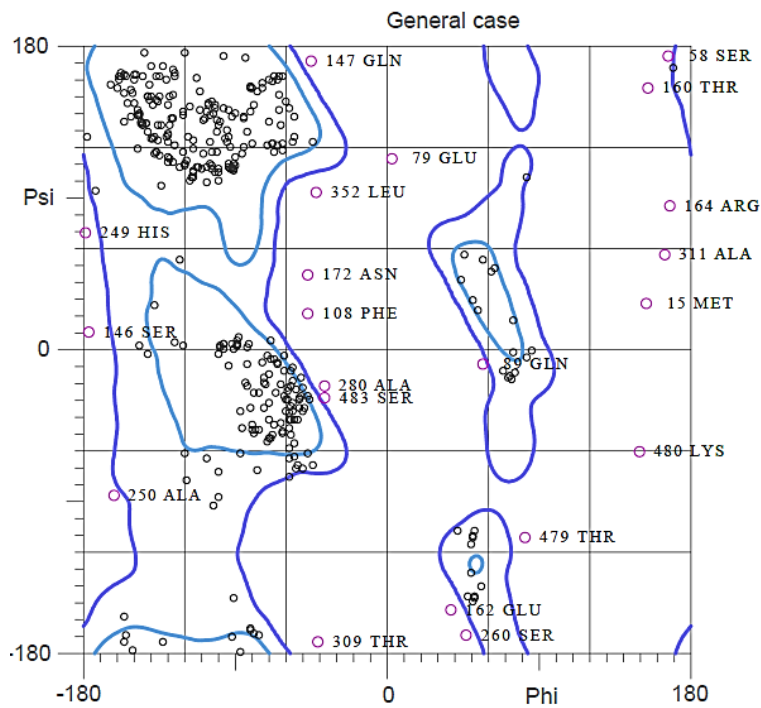 General case
180
147 GLN
58 SER
160 THR
79 GLU
Psi
352 LEU
164 ARG
249 HIS
311 ALA
172 ASN
15 MET
108 PHE
146 SER
0
89 GLN
280 ALA
483 SER
480 LYS
250 ALA
479 THR
162 GLU
260 SER
309 THR
-180
-180
0
Phi
180